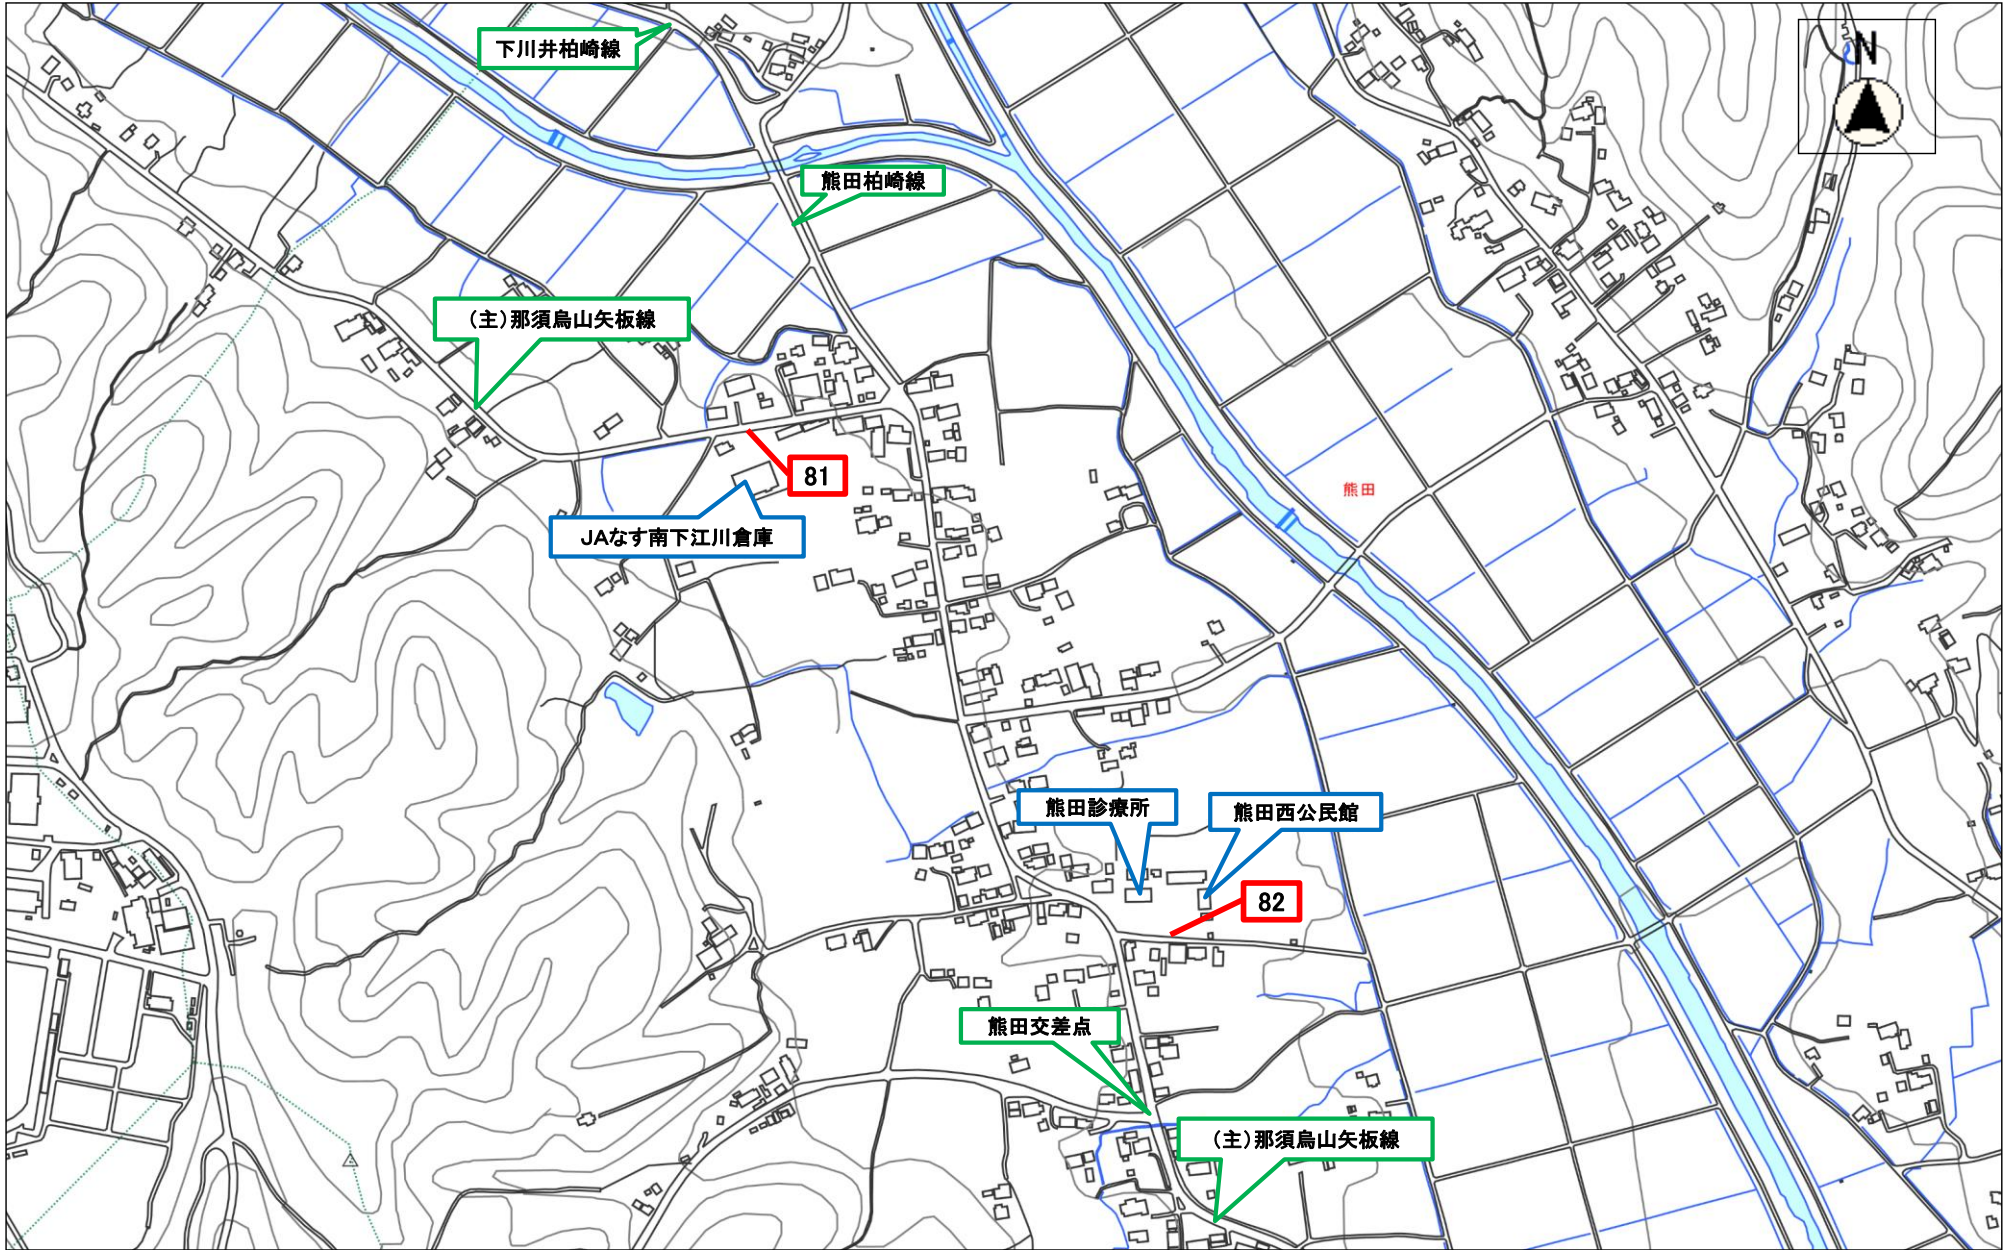 下川井柏崎線
N
熊田柏崎線
(主)那須烏山矢板線
81
熊田
JAなす南下江川倉庫
熊田診療所
熊田西公民館
82
熊田交差点
(主)那須烏山矢板線